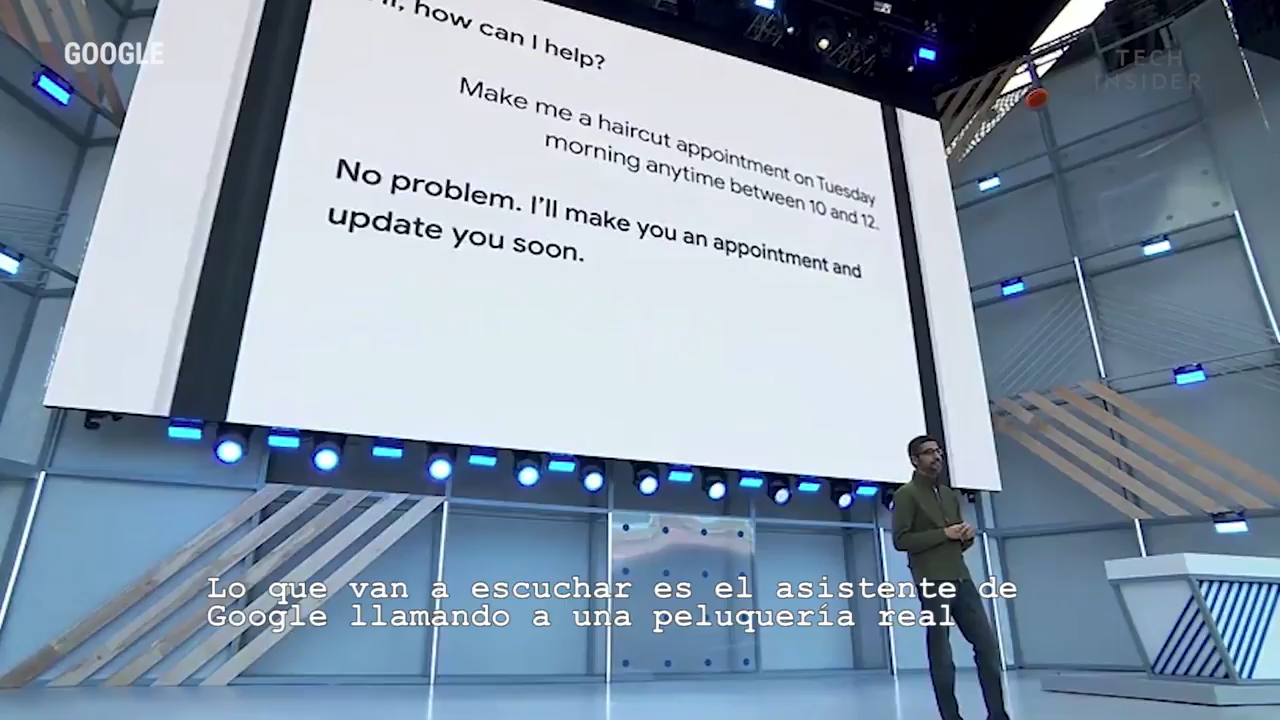 GOOGLE
TECH
INSIDER
how can I help?
Make me a haircut appointment on Tuesday
morning anytime between 10 and 12.
No problem. I'll make you an appointment and
update you soon.
Lo que van a escuchar es el asistente de
Google llamando a una peluquería real